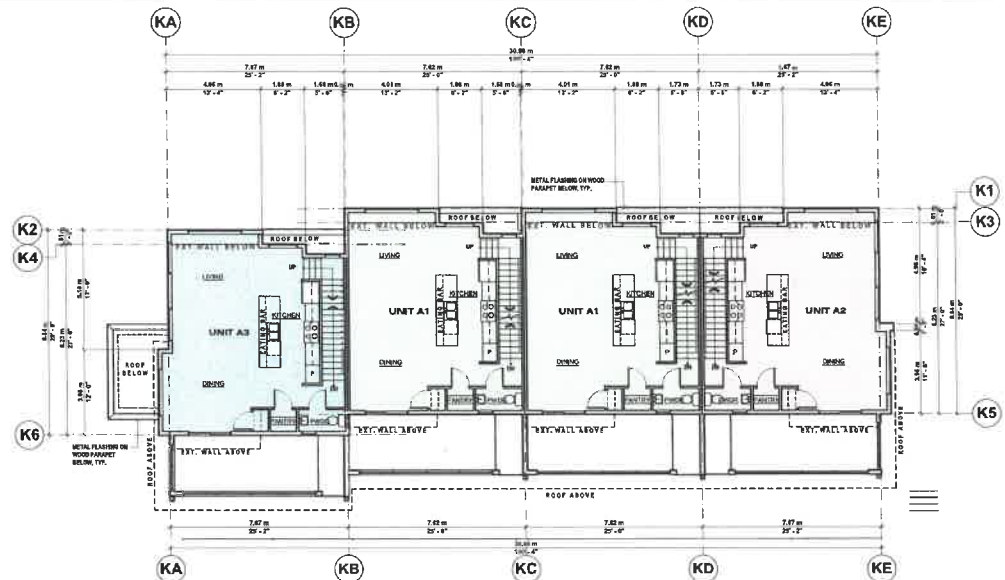 KA KB KC KD KE
30.98 m
7.67 m 7.62 m 7.62 m
25' - 2" 25' - 0" 25' - 0" 25' - 2"
4.06 m 1.88 m 4.01 m 1.88 m 4.01 m 1.88 m 1.73 m 1.73 m 1.88 m 4.06 m
13' - 4" 6' - 2" 13' - 2" 6' - 2" 13' - 2" 6' - 2" 6' - 2" 13' - 4"
METAL FLASHING ON WOOD
PARAPET BELOW, TYP.
K1
K3
K2
K4
ROOF BELOW
ROOF BELOW
ROOF BELOW
ROOF BELOW
EXT. WALL BELOW
EXT. WALL BELOW
EXT. WALL BELOW
EXT. WALL BELOW
UP UP UP
LIVING LIVING LIVING LIVING
KITCHEN KITCHEN KITCHEN KITCHEN
EATING BAR EATING BAR EATING BAR EATING BAR
UNIT A3 UNIT A1 UNIT A1 UNIT A2
DINING DINING DINING DINING
ROOF
BELOW
PANTRY PWDR PANTRY PWDR PANTRY PWDR PWDR PANTRY
K6
K5
METAL FLASHING ON
WOOD PARAPET
BELOW, TYP.
EXT. WALL ABOVE
EXT. WALL ABOVE
EXT. WALL ABOVE
EXT. WALL ABOVE
ROOF ABOVE
ROOF ABOVE
ROOF ABOVE
7.67 m 7.62 m 7.62 m 7.67 m
25' - 2" 25' - 0" 25' - 0" 25' - 2"
KA KB KC KD KE